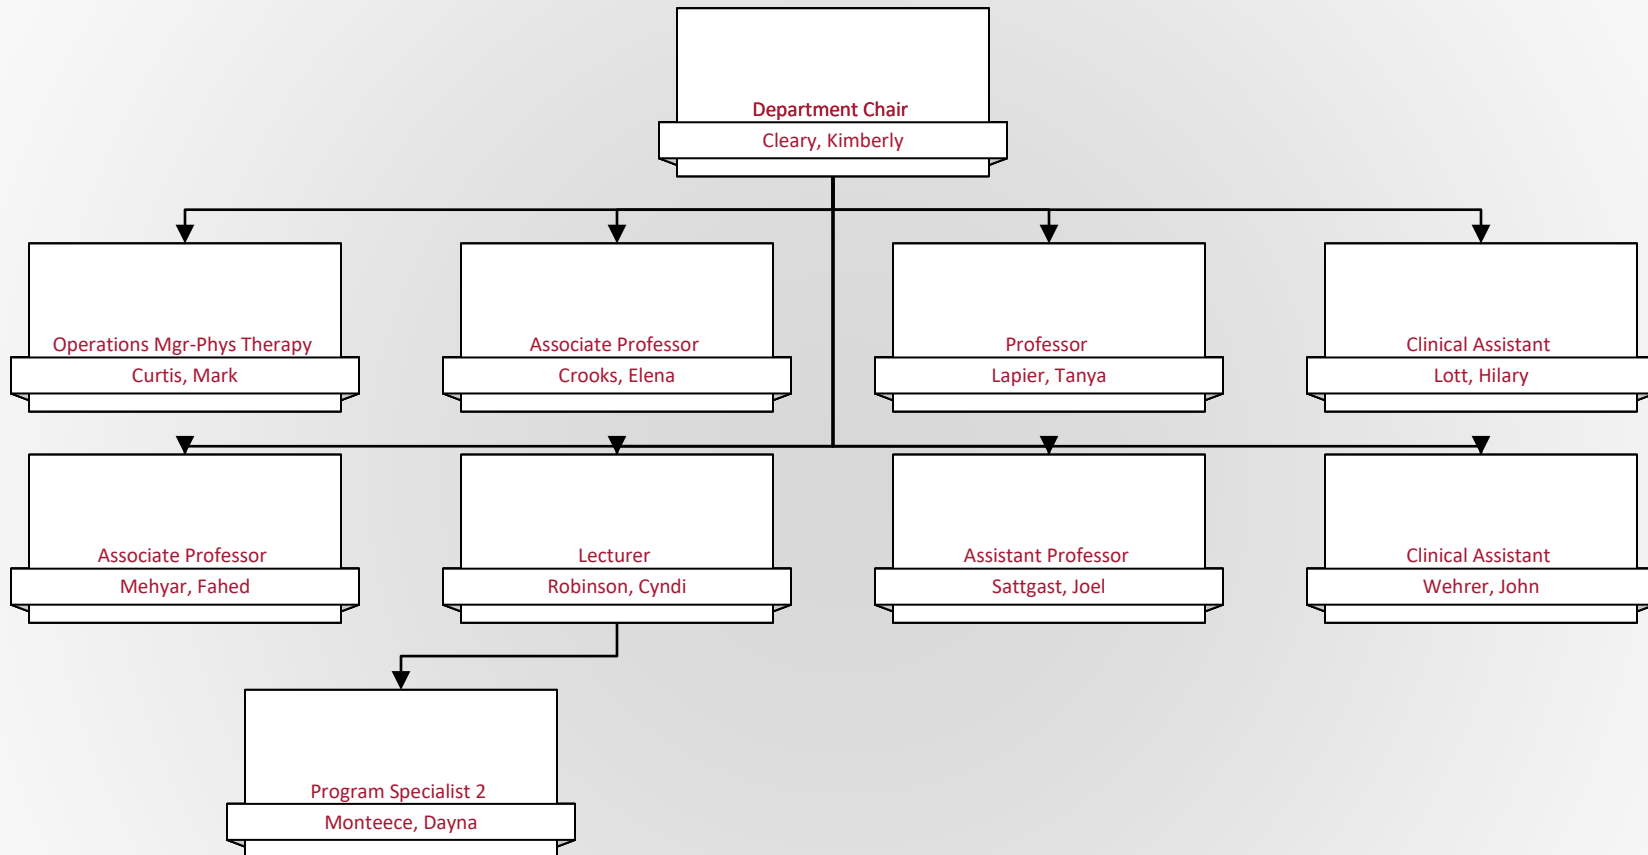 Department Chair
Cleary, Kimberly
Operations Mgr-Phys Therapy
Curtis, Mark
Associate Professor
Crooks, Elena
Professor
Lapier, Tanya
Clinical Assistant
Lott, Hilary
Associate Professor
Mehyar, Fahed
Lecturer
Robinson, Cyndi
Assistant Professor
Sattgast, Joel
Clinical Assistant
Wehrer, John
Program Specialist 2
Monteece, Dayna